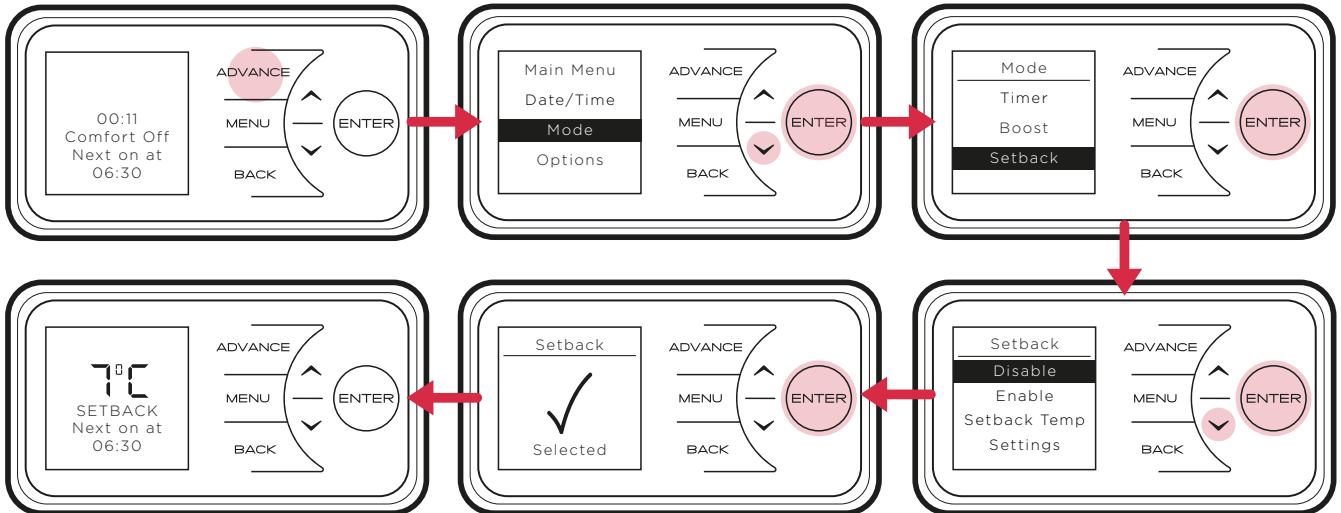 00:11
Comfort Off
Next on at
06:30
ADVANCE
MENU
BACK
ENTER
Main Menu
Date/Time
Mode
Options
ADVANCE
MENU
BACK
ENTER
Mode
Timer
Boost
Setback
ADVANCE
MENU
BACK
ENTER
7°C
SETBACK
Next on at
06:30
ADVANCE
MENU
BACK
ENTER
Setback
Selected
ADVANCE
MENU
BACK
ENTER
Setback
Disable
Enable
Setback Temp
Settings
ADVANCE
MENU
BACK
ENTER